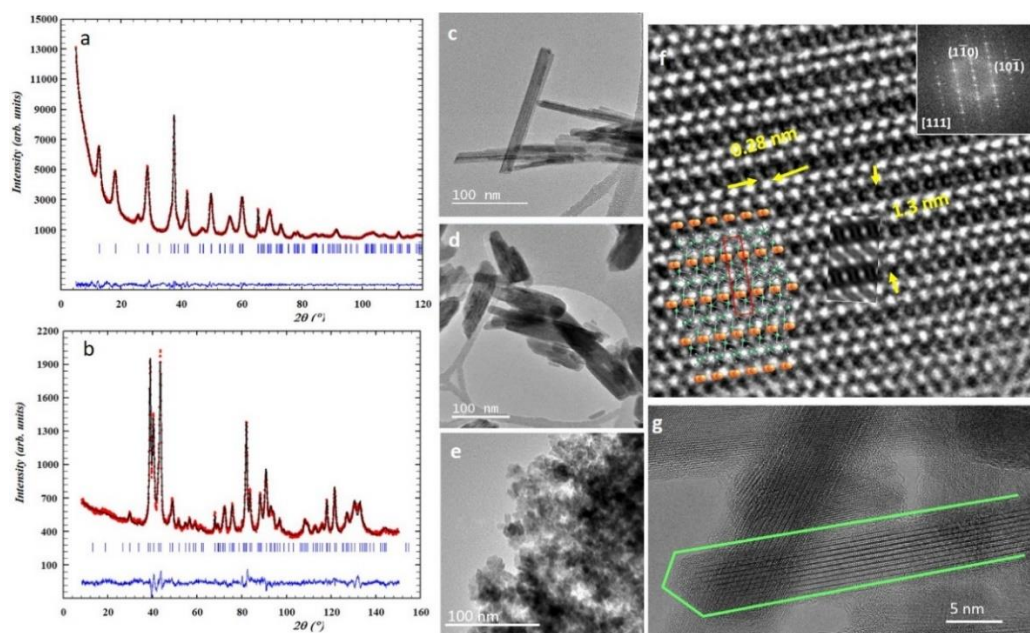 a
Intensity (arb. units)
15000
13000
11000
9000
7000
5000
3000
1000
0 20 40 60 80 100 120
2θ (°)
b
Intensity (arb. units)
2200
1900
1600
1300
1000
700
400
100
0 20 40 60 80 100 120 140 160
2θ (°)
c
100 nm
d
100 nm
e
100 nm
f
(11̅0)
(101̅)
[111]
0.28 nm
1.3 nm
g
5 nm